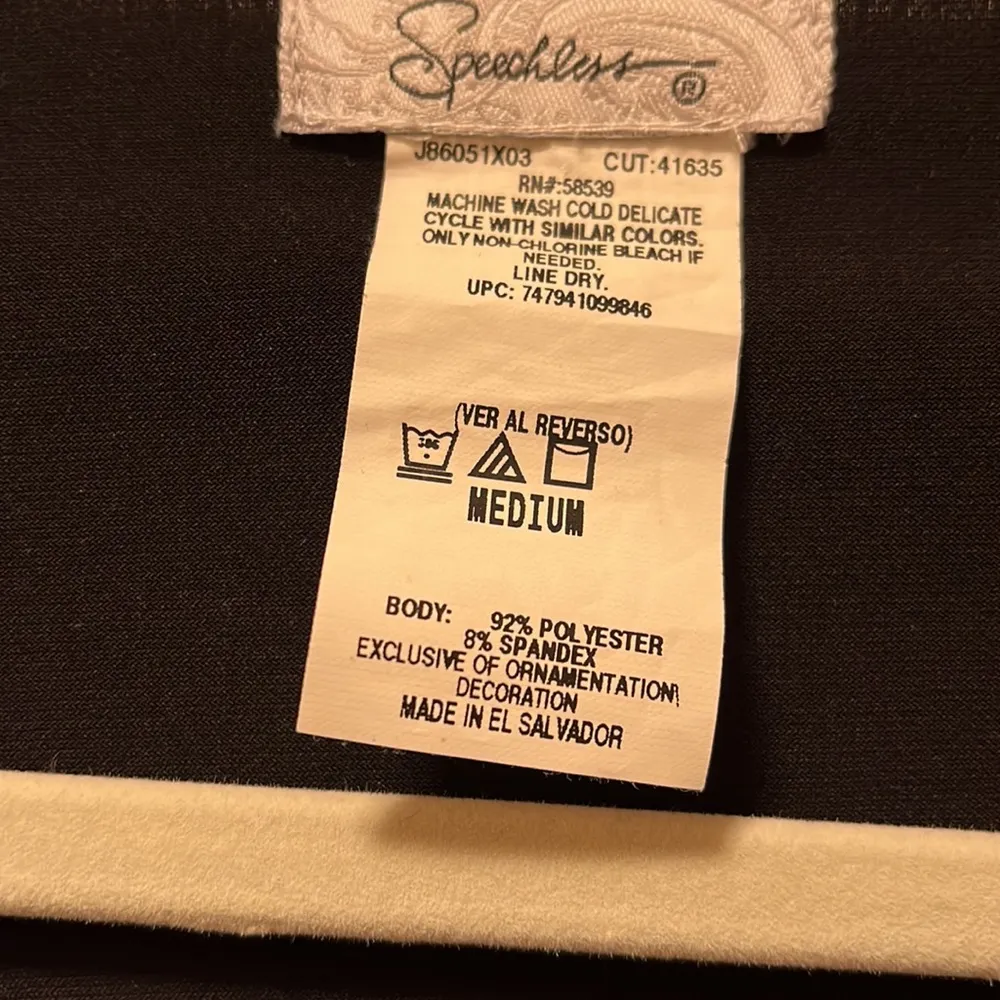 Speechless ®
J86051X03 CUT:41635
RN#:58539
MACHINE WASH COLD DELICATE
CYCLE WITH SIMILAR COLORS.
ONLY NON-CHLORINE BLEACH IF
NEEDED.
LINE DRY.
UPC: 747941099846
(VER AL REVERSO)
MEDIUM
BODY: 92% POLYESTER
8% SPANDEX
EXCLUSIVE OF ORNAMENTATION\
DECORATION
MADE IN EL SALVADOR